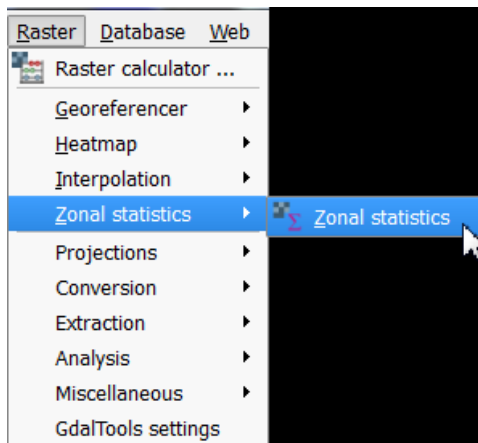 Raster Database Web
Raster calculator ...
Georeferencer
Heatmap
Interpolation
Zonal statistics Zonal statistics
Projections
Conversion
Extraction
Analysis
Miscellaneous
GdalTools settings